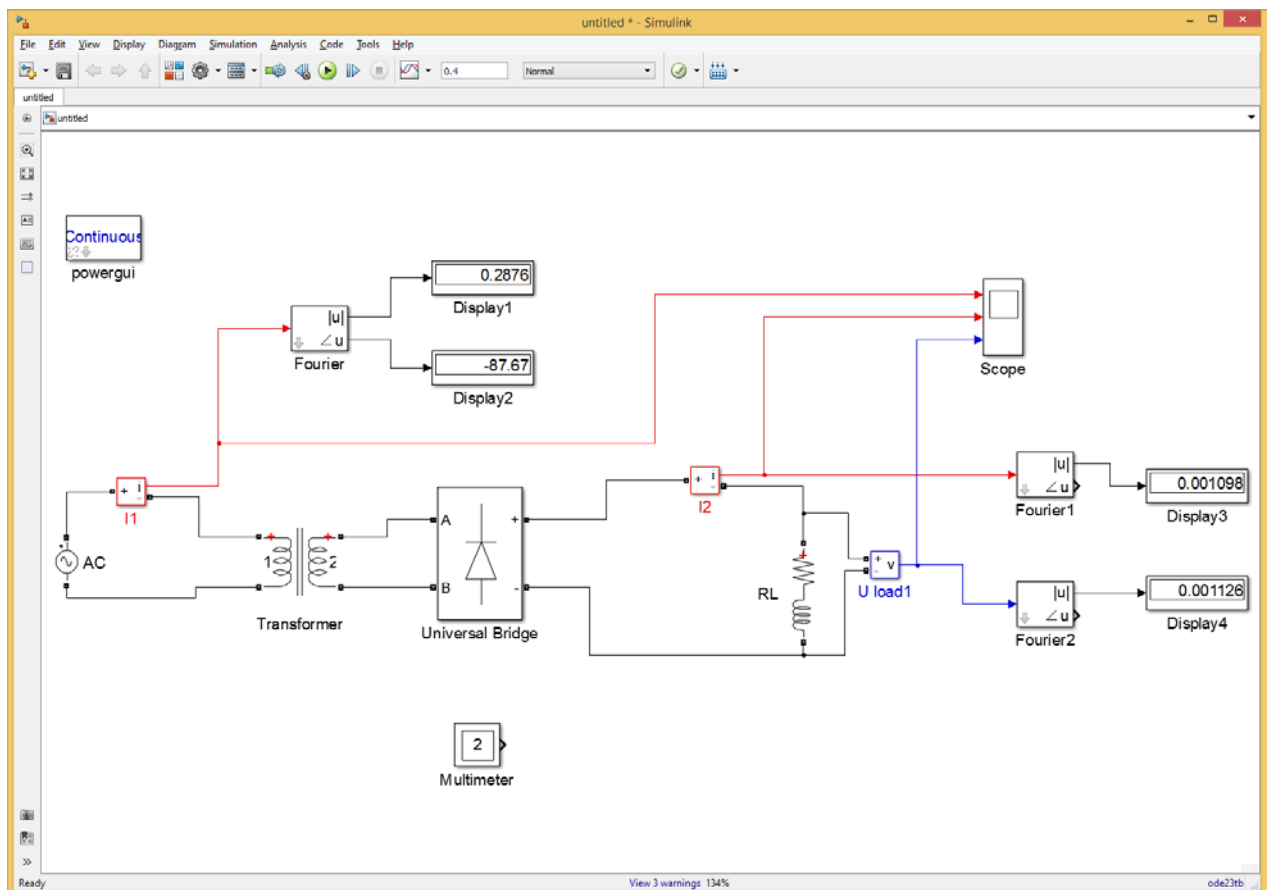 untitled * - Simulink
File Edit View Display Diagram Simulation Analysis Code Tools Help
0.4
Normal
untitled
untitled
Continuous
powergui
|u|
∠u
Fourier
0.2876
Display1
-87.67
Display2
Scope
+ i
-
I1
AC
1
2
Transformer
A
B
+
-
Universal Bridge
+ i
-
I2
RL
+
-
v
U load1
|u|
∠u
Fourier1
0.001098
Display3
|u|
∠u
Fourier2
0.001126
Display4
2
Multimeter
Ready
View 3 warnings 134%
ode23tb